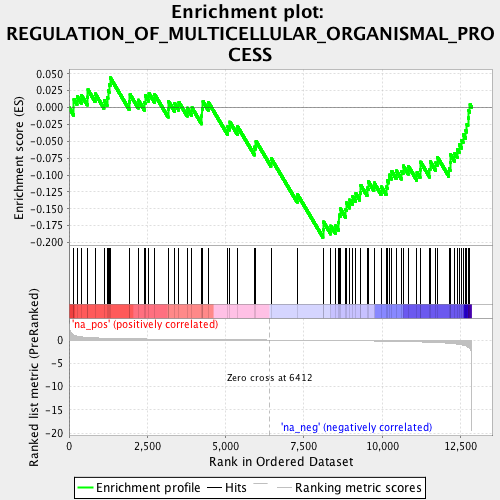 Enrichment plot:
REGULATION_OF_MULTICELLULAR_ORGANISMAL_PRO
CESS
Enrichment score (ES)
0.050
0.025
0.000
-0.025
-0.050
-0.075
-0.100
-0.125
-0.150
-0.175
-0.200
'na_pos' (positively correlated)
Ranked list metric (PreRanked)
0
-5
-10
-15
-20
Zero cross at 6412
'na_neg' (negatively correlated)
0
2,500
5,000
7,500
10,000
12,500
Rank in Ordered Dataset
Enrichment profile
Hits
Ranking metric scores